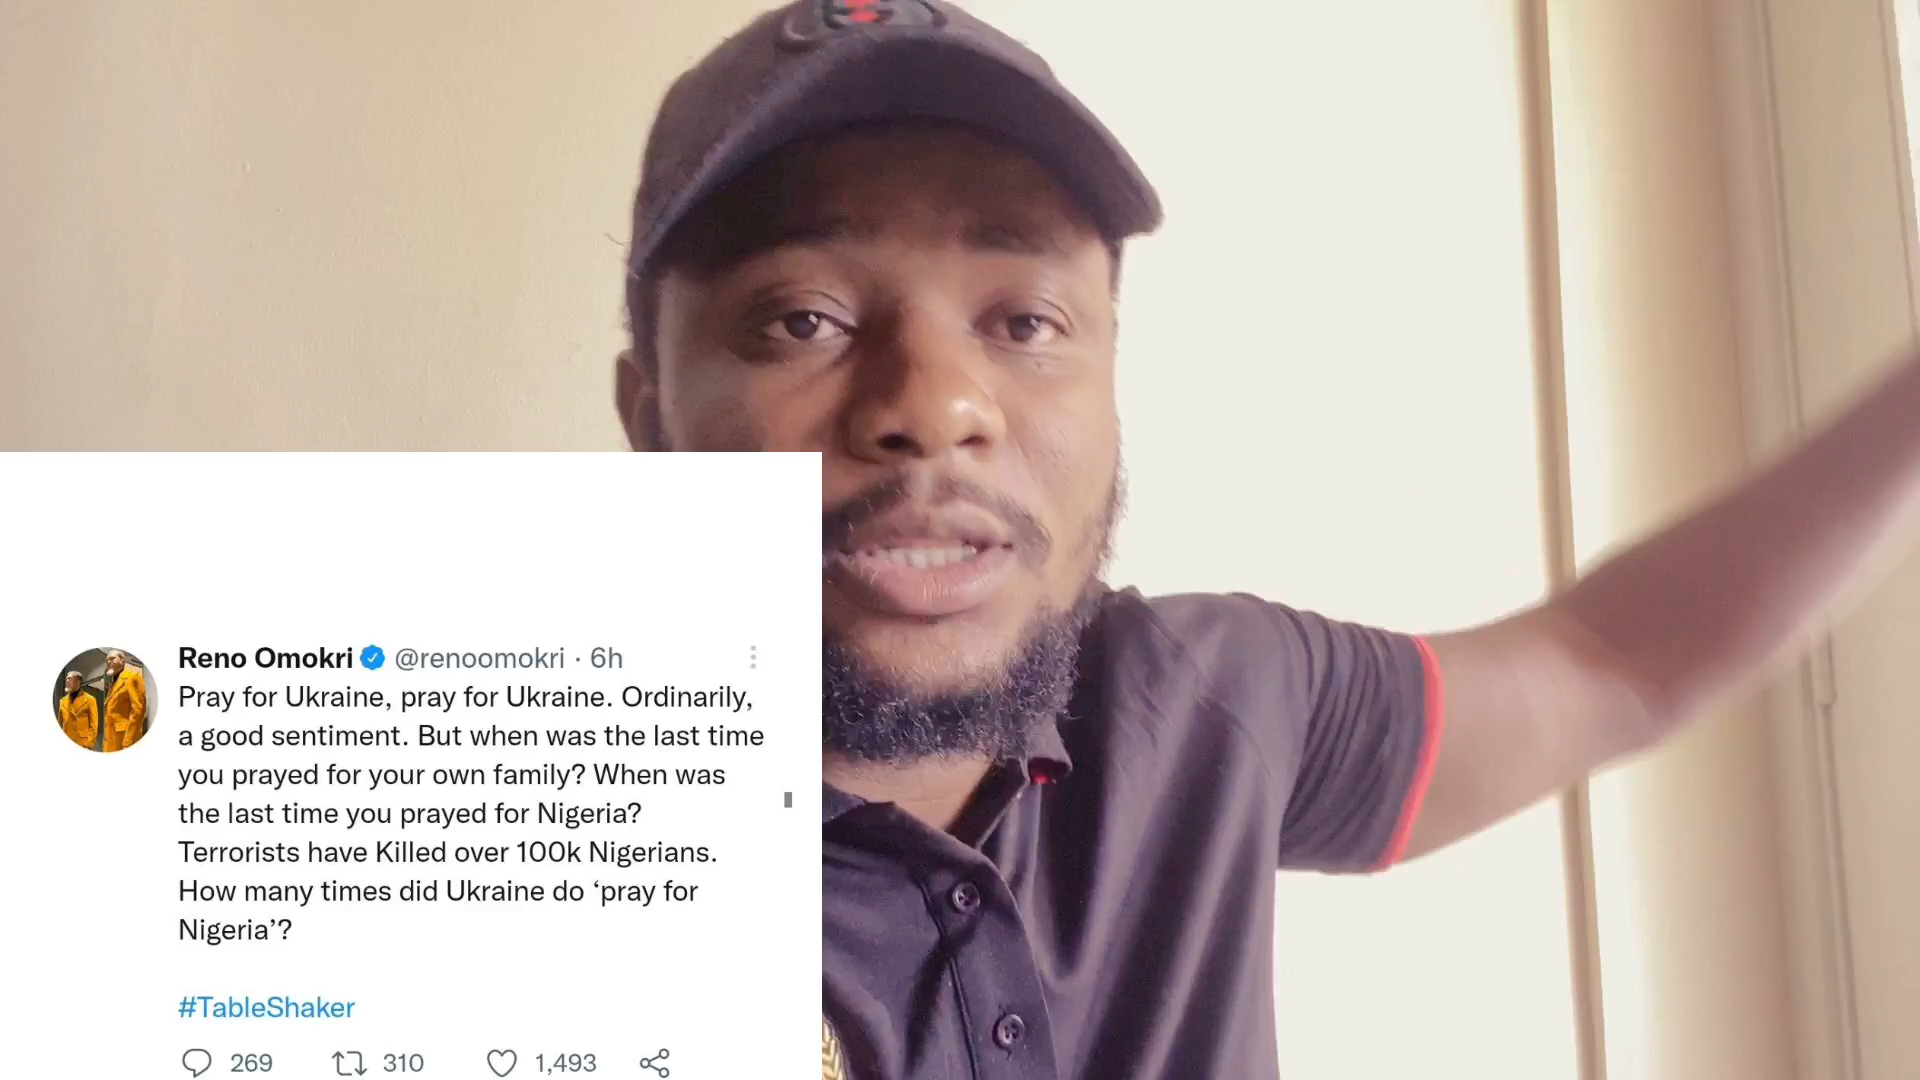 Reno Omokri @renoomokri · 6h
Pray for Ukraine, pray for Ukraine. Ordinarily,
a good sentiment. But when was the last time
you prayed for your own family? When was
the last time you prayed for Nigeria?
Terrorists have Killed over 100k Nigerians.
How many times did Ukraine do ‘pray for
Nigeria’?
#TableShaker
269 310 1,493